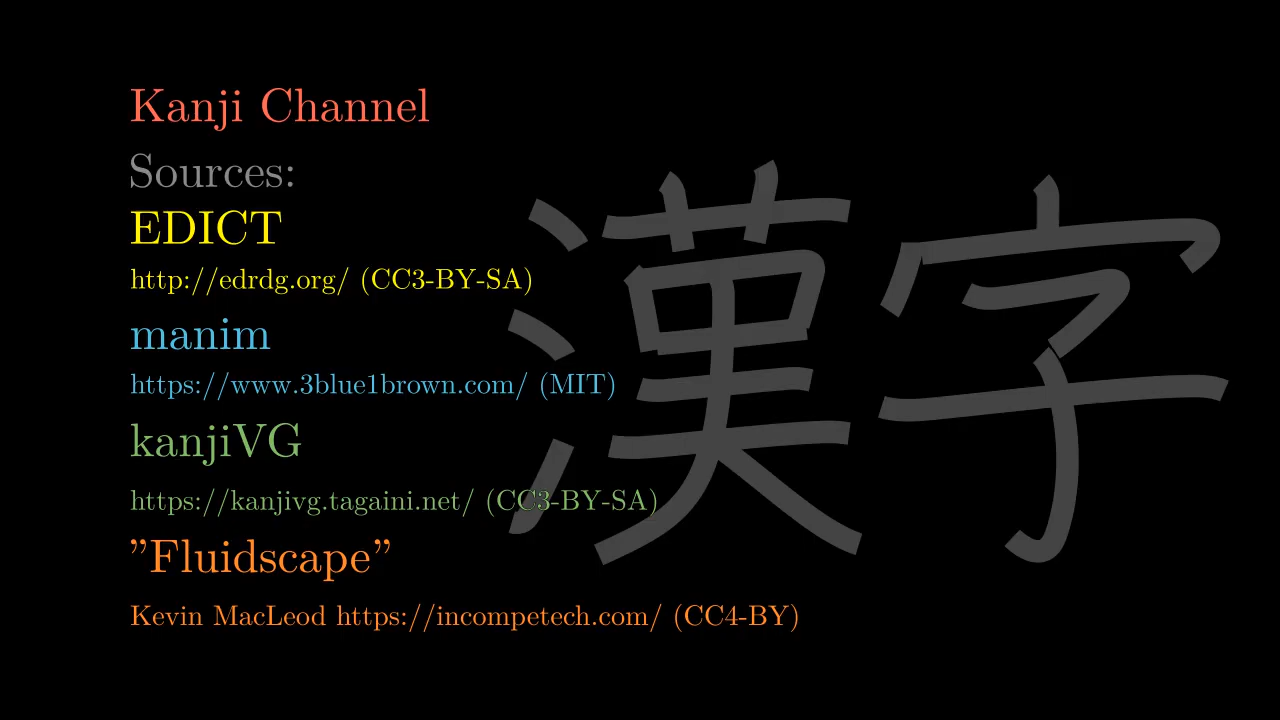 Kanji Channel
Sources:
EDICT
http://edrdg.org/ (CC3-BY-SA)
manim
https://www.3blue1brown.com/ (MIT)
kanjiVG
https://kanjivg.tagaini.net/ (CC3-BY-SA)
”Fluidscape”
Kevin MacLeod https://incompetech.com/ (CC4-BY)
漢字